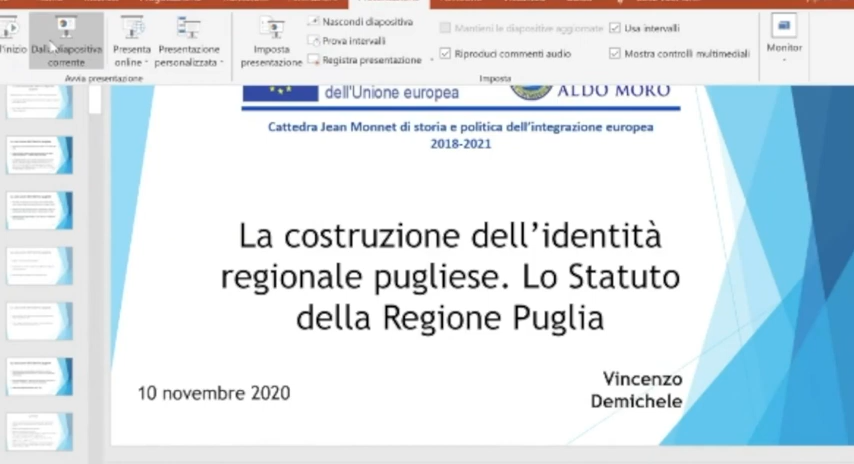 Nascondi diapositiva
Mantieni le diapositive aggiornate
Usa intervalli
l'inizio
Dalla diapositiva
corrente
Presenta
online
Presentazione
personalizzata
Imposta
presentazione
Prova intervalli
Registra presentazione
Riproduci commenti audio
Mostra controlli multimediali
Monitor
Avvia presentazione
Imposta
dell'Unione europea
ALDO MORO
Cattedra Jean Monnet di storia e politica dell'integrazione europea
2018-2021
La costruzione dell'identità
regionale pugliese. Lo Statuto
della Regione Puglia
10 novembre 2020
Vincenzo
Demichele